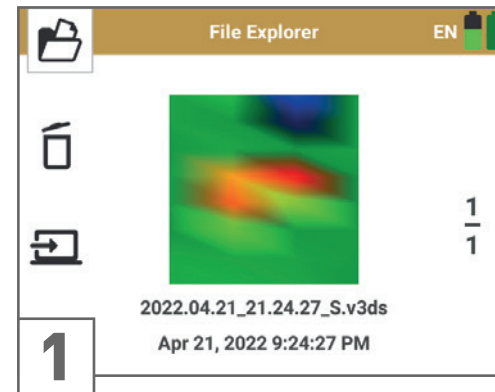 File Explorer
EN
1
1
2022.04.21_21.24.27_S.v3ds
Apr 21, 2022 9:24:27 PM
1